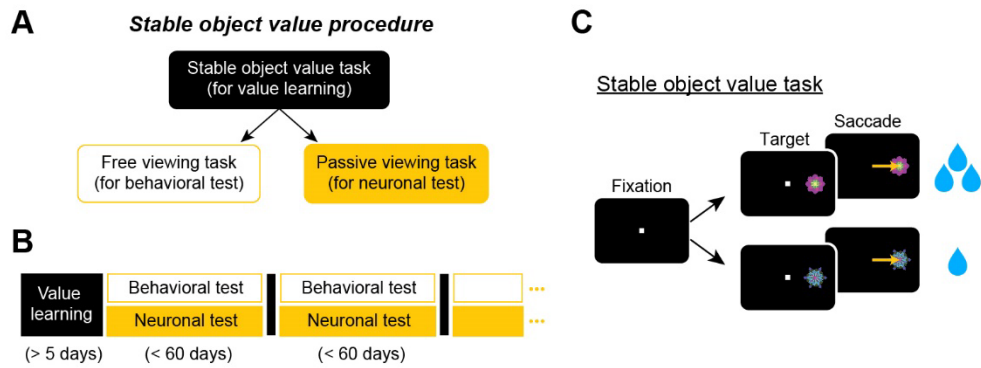 A
Stable object value procedure
Stable object value task
(for value learning)
Free viewing task
(for behavioral test)
Passive viewing task
(for neuronal test)
B
Value
learning
Behavioral test
Neuronal test
Behavioral test
Neuronal test
...
...
(> 5 days)
(< 60 days)
(< 60 days)
C
Stable object value task
Fixation
Target
Saccade